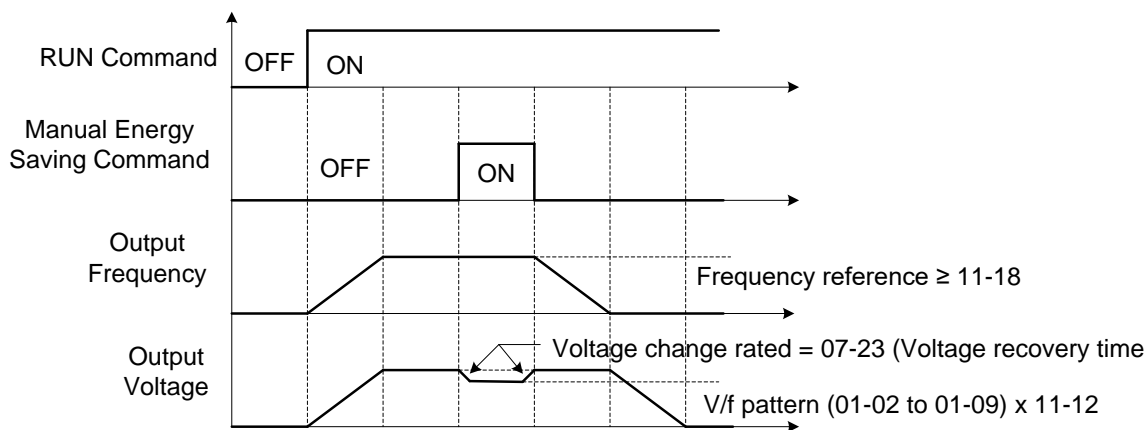 RUN Command
OFF
ON
Manual Energy
Saving Command
OFF
ON
Output
Frequency
Frequency reference ≥ 11-18
Output
Voltage
Voltage change rated = 07-23 (Voltage recovery time
V/f pattern (01-02 to 01-09) x 11-12